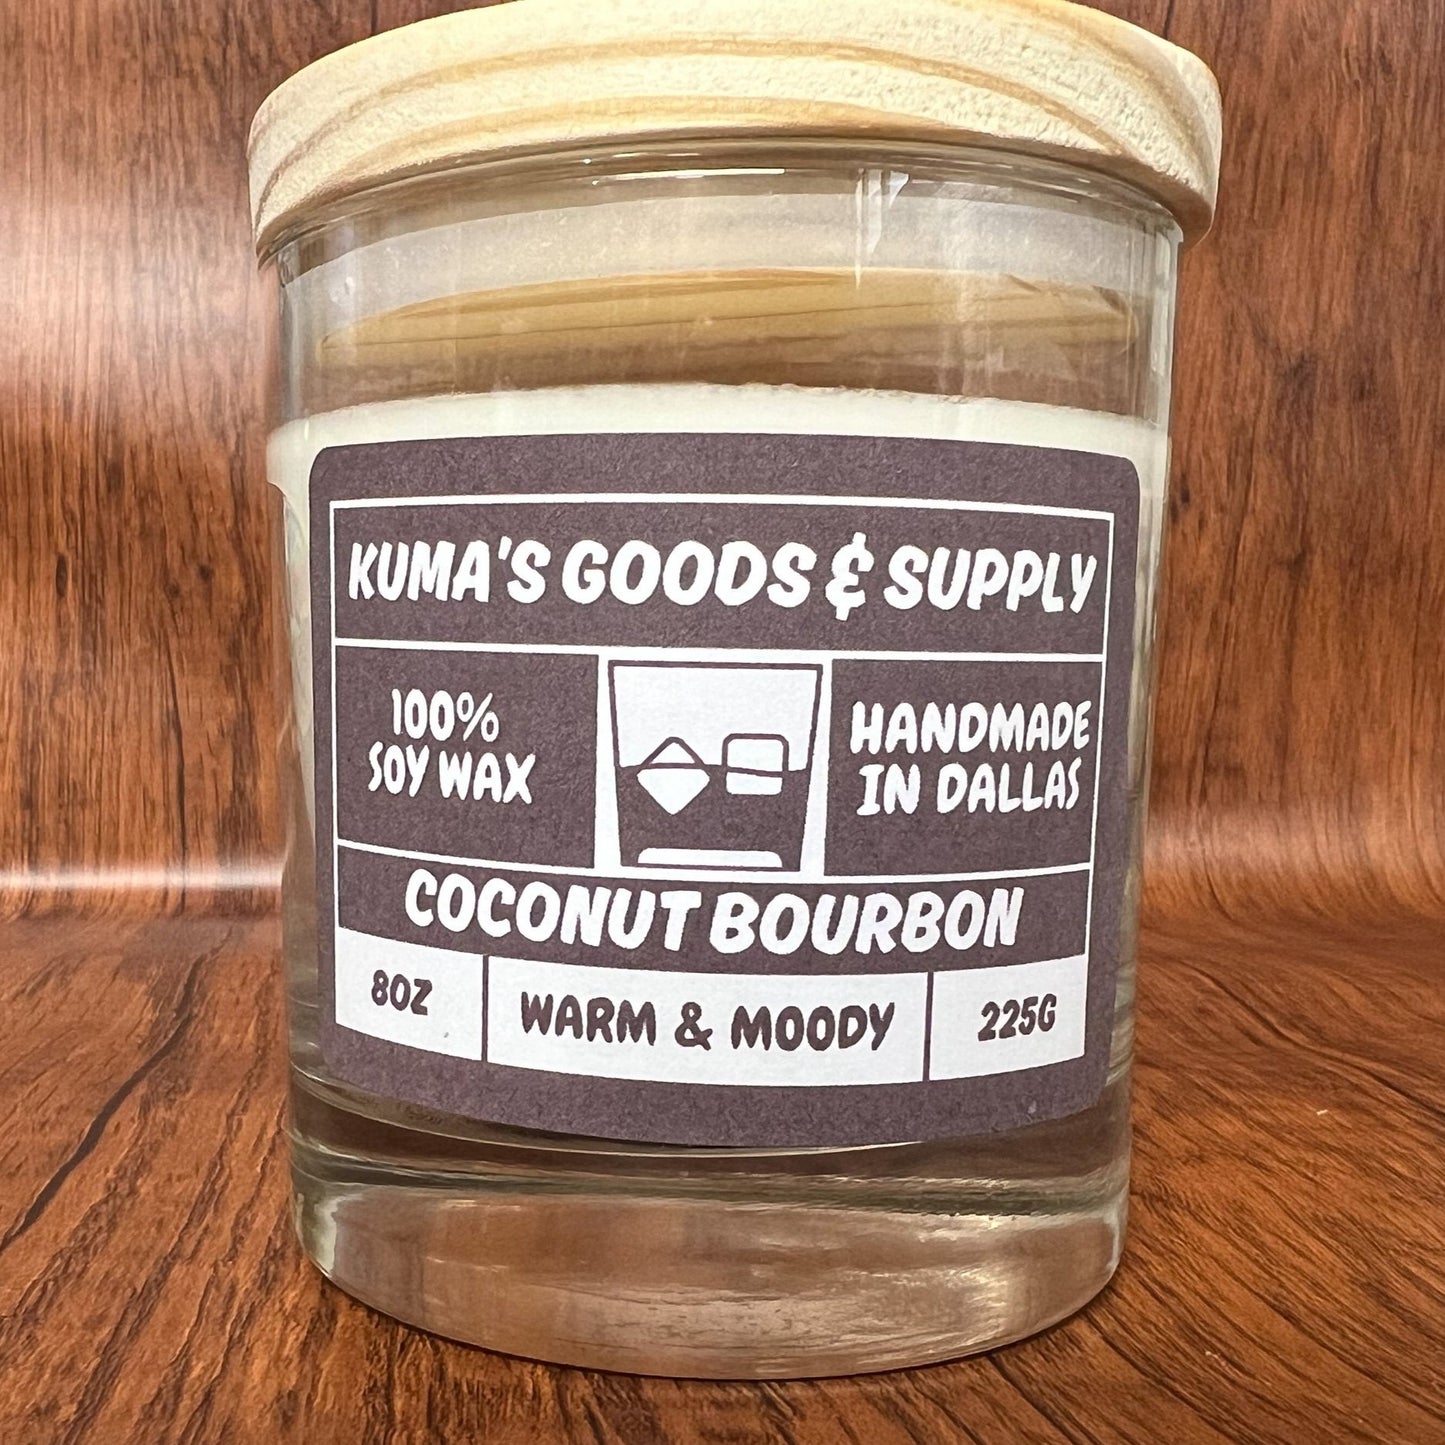 KUMA'S GOODS & SUPPLY
100%
SOY WAX
HANDMADE
IN DALLAS
COCONUT BOURBON
8OZ
WARM & MOODY
225G